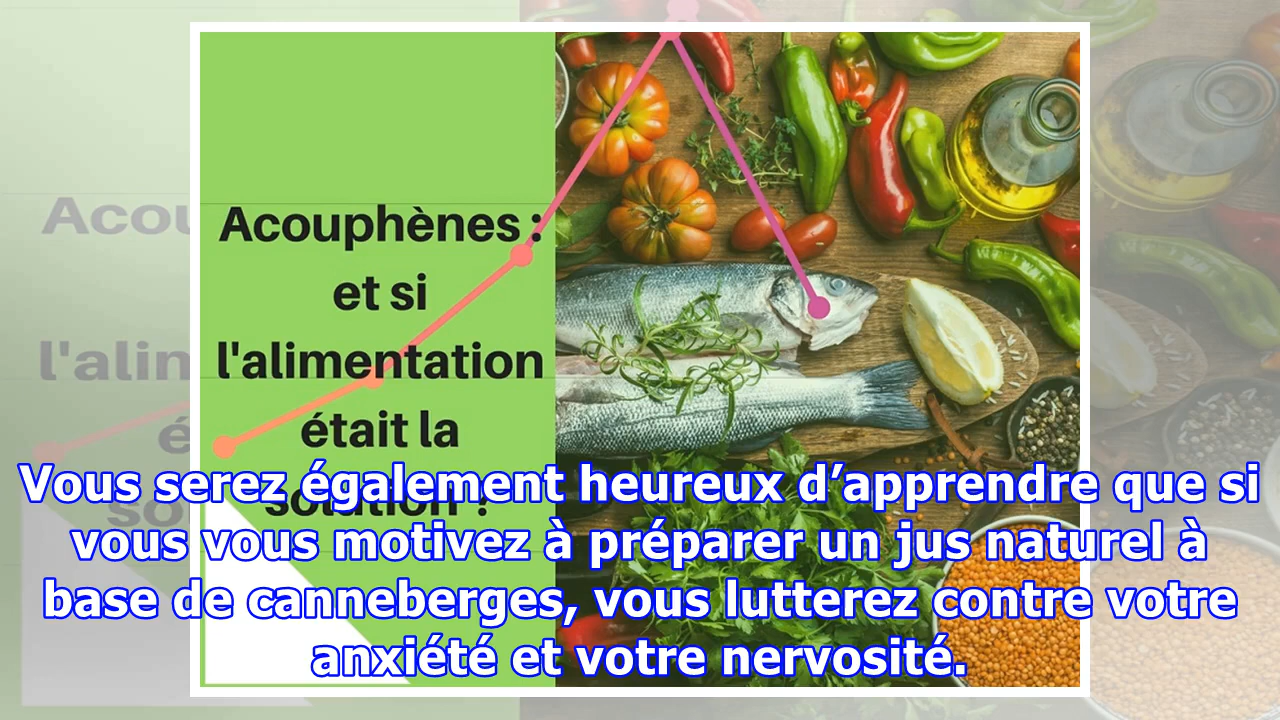 Acouphènes :
et si
l'alimentation
était la
solution ?
Vous serez également heureux d’apprendre que si
vous vous motivez à préparer un jus naturel à
base de canneberges, vous lutterez contre votre
anxiété et votre nervosité.